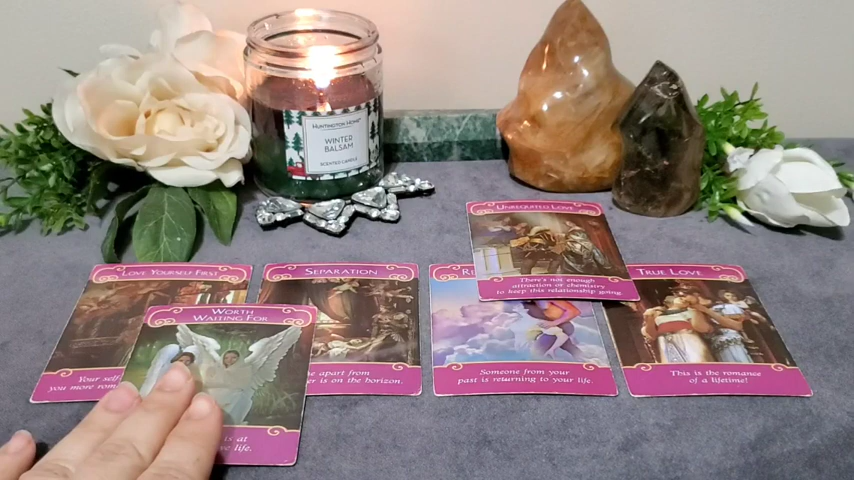 HUNTINGTON HOME
WINTER
BALSAM
SCENTED CANDLE
UNREQUITED LOVE
There's not enough
attraction or chemistry
to keep this relationship going.
LOVE YOURSELF FIRST
Your self
you more rom
WORTH
WAITING FOR
is at
life.
SEPARATION
apart from
is on the horizon.
RE
Someone from your
past is returning to your life.
TRUE LOVE
This is the romance
of a lifetime!